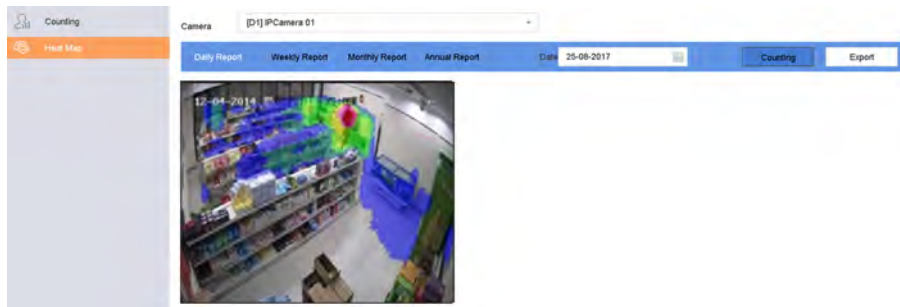 Counting
Camera
[D1] IPCamera 01
Heat Map
Daily Report Weekly Report Monthly Report Annual Report Date 25-08-2017 Counting Export
12-04-2014